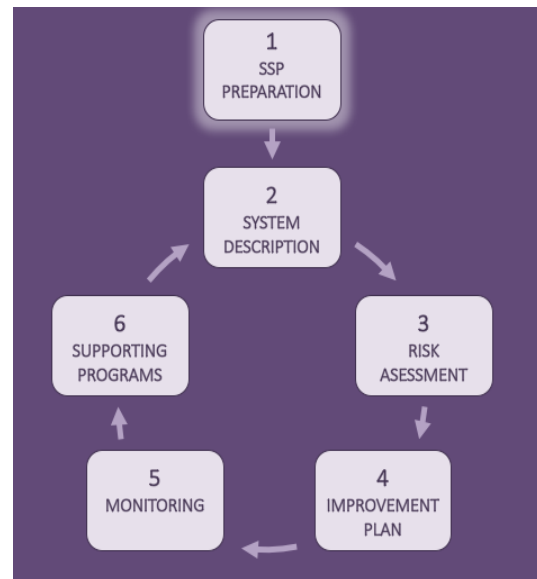 1
SSP
PREPARATION
2
SYSTEM
DESCRIPTION
3
RISK
ASESSMENT
4
IMPROVEMENT
PLAN
5
MONITORING
6
SUPPORTING
PROGRAMS